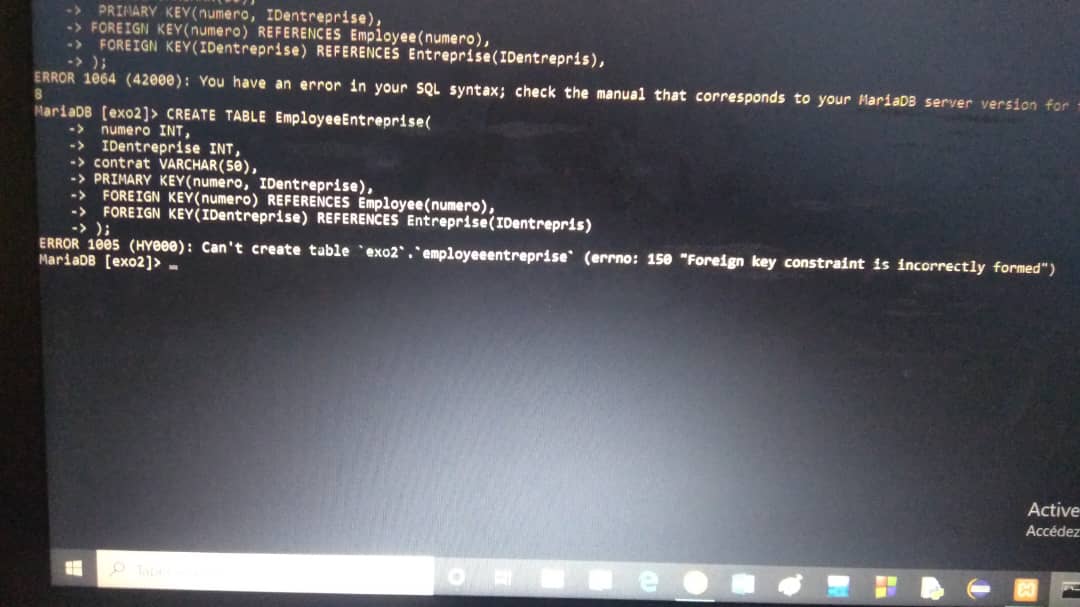 -> PRIMARY KEY(numero, IDentreprise),
-> FOREIGN KEY(numero) REFERENCES Employee(numero),
-> FOREIGN KEY(IDentreprise) REFERENCES Entreprise(IDentrepris),
-> );
ERROR 1064 (42000): You have an error in your SQL syntax; check the manual that corresponds to your MariaDB server version for
8
MariaDB [exo2]> CREATE TABLE EmployeeEntreprise(
-> numero INT,
-> IDentreprise INT,
-> contrat VARCHAR(50),
-> PRIMARY KEY(numero, IDentreprise),
-> FOREIGN KEY(numero) REFERENCES Employee(numero),
-> FOREIGN KEY(IDentreprise) REFERENCES Entreprise(IDentrepris)
-> );
ERROR 1005 (HY000): Can't create table `exo2`.`employeeentreprise` (errno: 150 "Foreign key constraint is incorrectly formed")
MariaDB [exo2]>
Active
Accédez